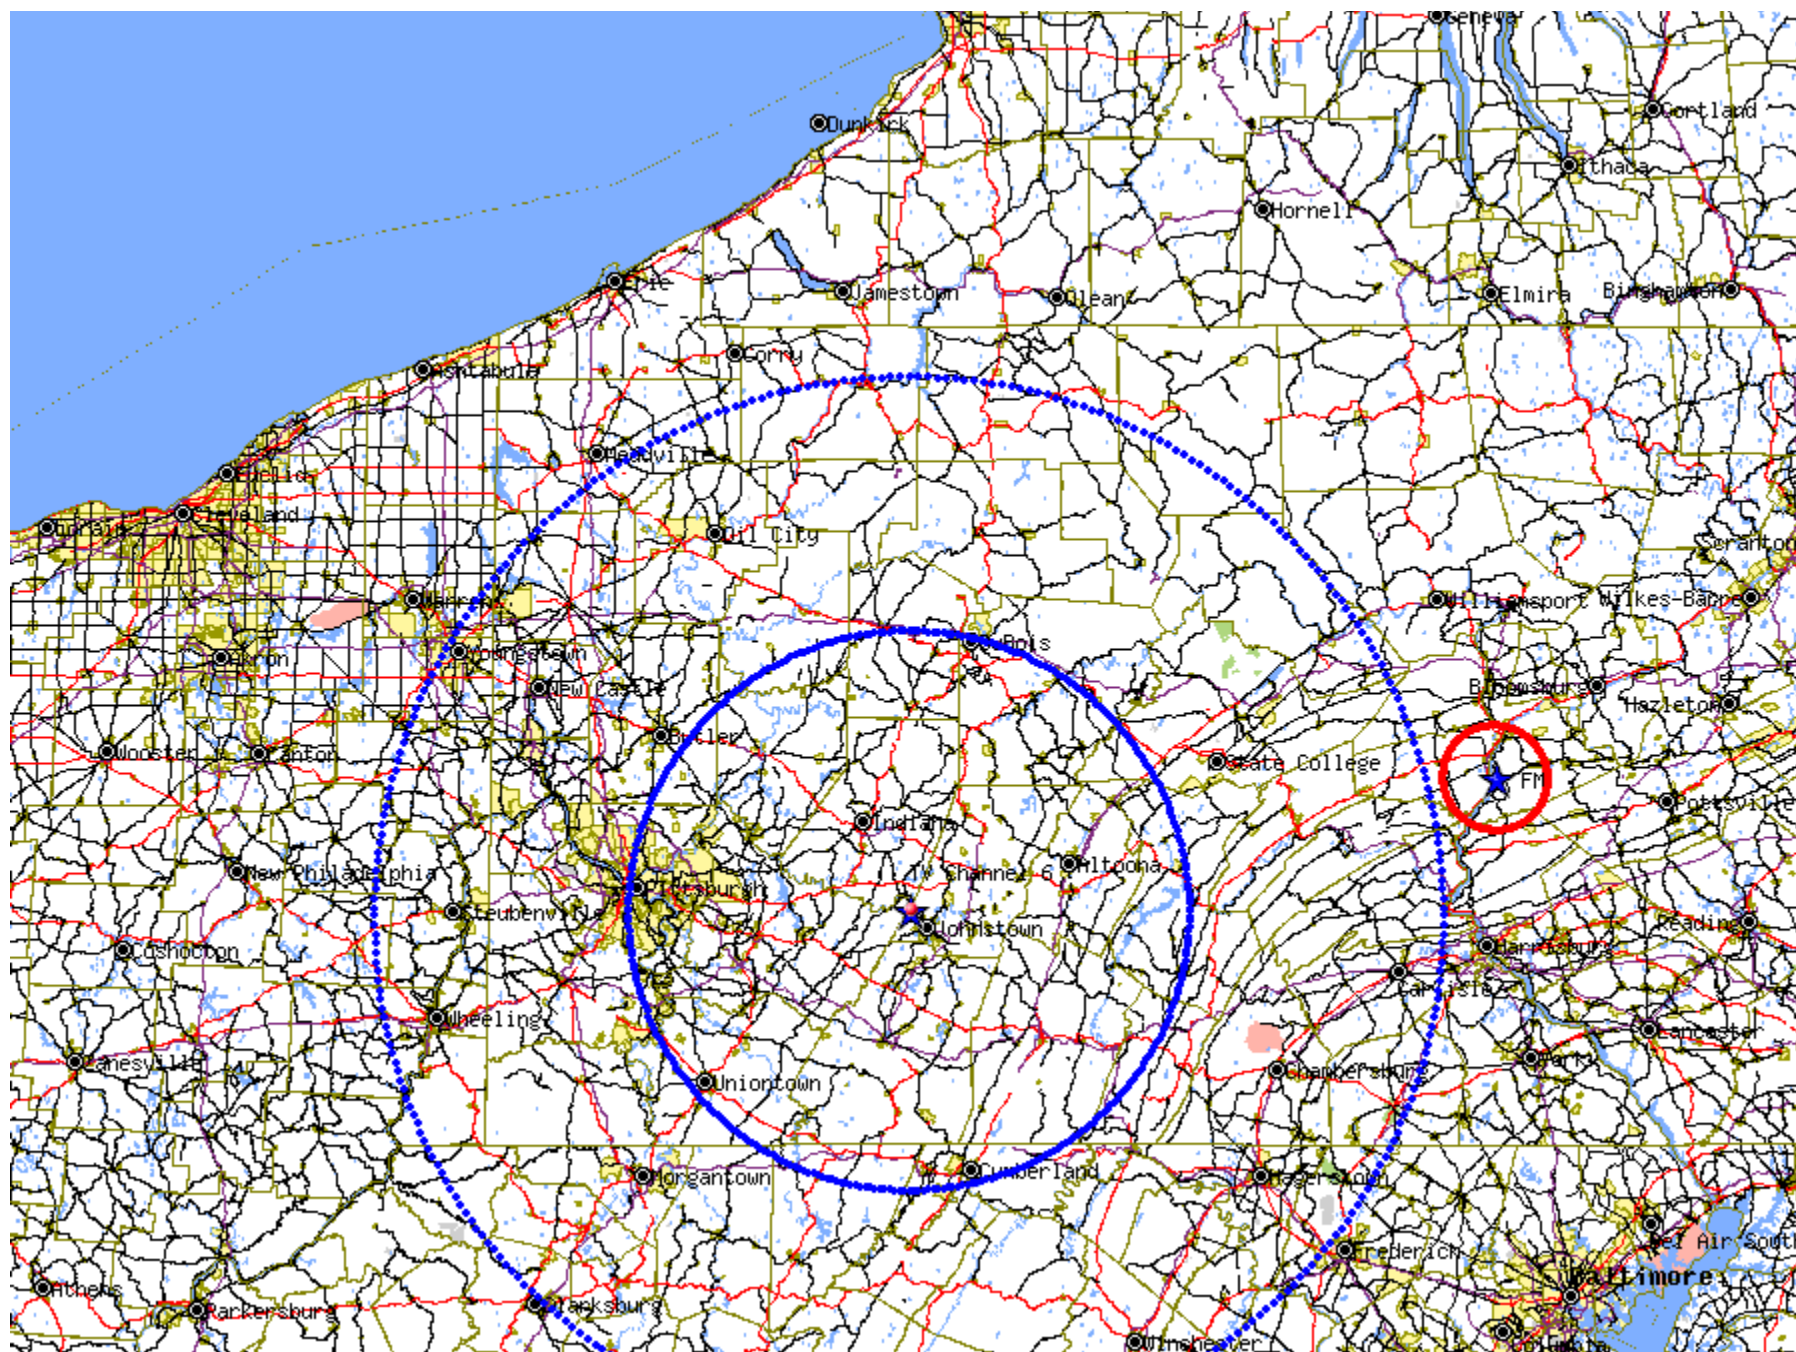 Geneva
Dunkirk
Cortland
Ithaca
Hornell
Erie
Jamestown
Olean
Elmira
Binghamton
Corry
Ashtabula
Meadville
Euclid
Cleveland
Lorain
Oil City
Scranton
Warren
Williamsport
Wilkes-Barre
Akron
Youngstown
DuBois
New Castle
Bloomsburg
Hazleton
Wooster
Canton
Butler
State College
FM
Pottsville
Indiana
New Philadelphia
Pittsburgh
TV Channel 6
Altoona
Steubenville
Johnstown
Reading
Coshocton
Harrisburg
Carlisle
Wheeling
Lancaster
Zanesville
Uniontown
Chambersburg
York
Morgantown
Cumberland
Hagerstown
Bel Air South
Frederick
Baltimore
Athens
Parkersburg
Clarksburg
Winchester
Columbia